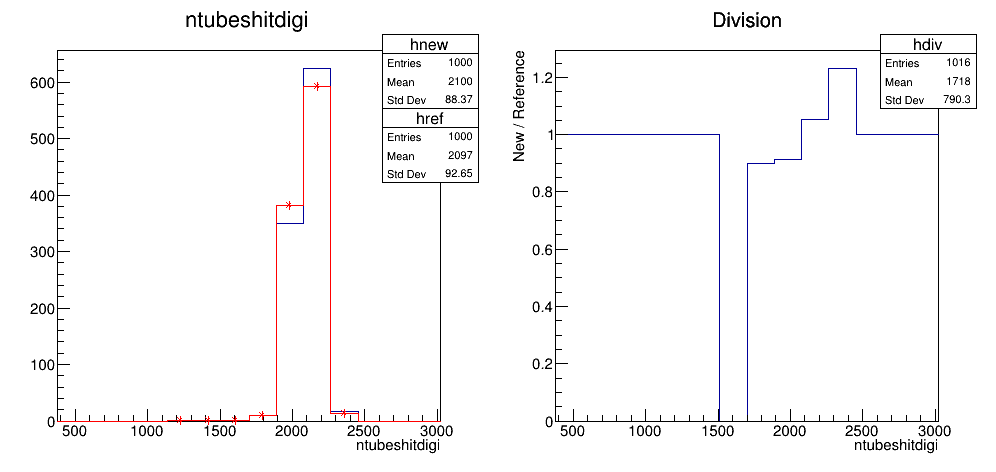 ntubeshitdigi
hnew
Entries 1000
Mean 2100
Std Dev 88.37
href
Entries 1000
Mean 2097
Std Dev 92.65
600
500
400
300
200
100
0
500 1000 1500 2000 2500 3000
ntubeshitdigi
Division
hdiv
Entries 1016
Mean 1718
Std Dev 790.3
New / Reference
1.2
1
0.8
0.6
0.4
0.2
0
500 1000 1500 2000 2500 3000
ntubeshitdigi